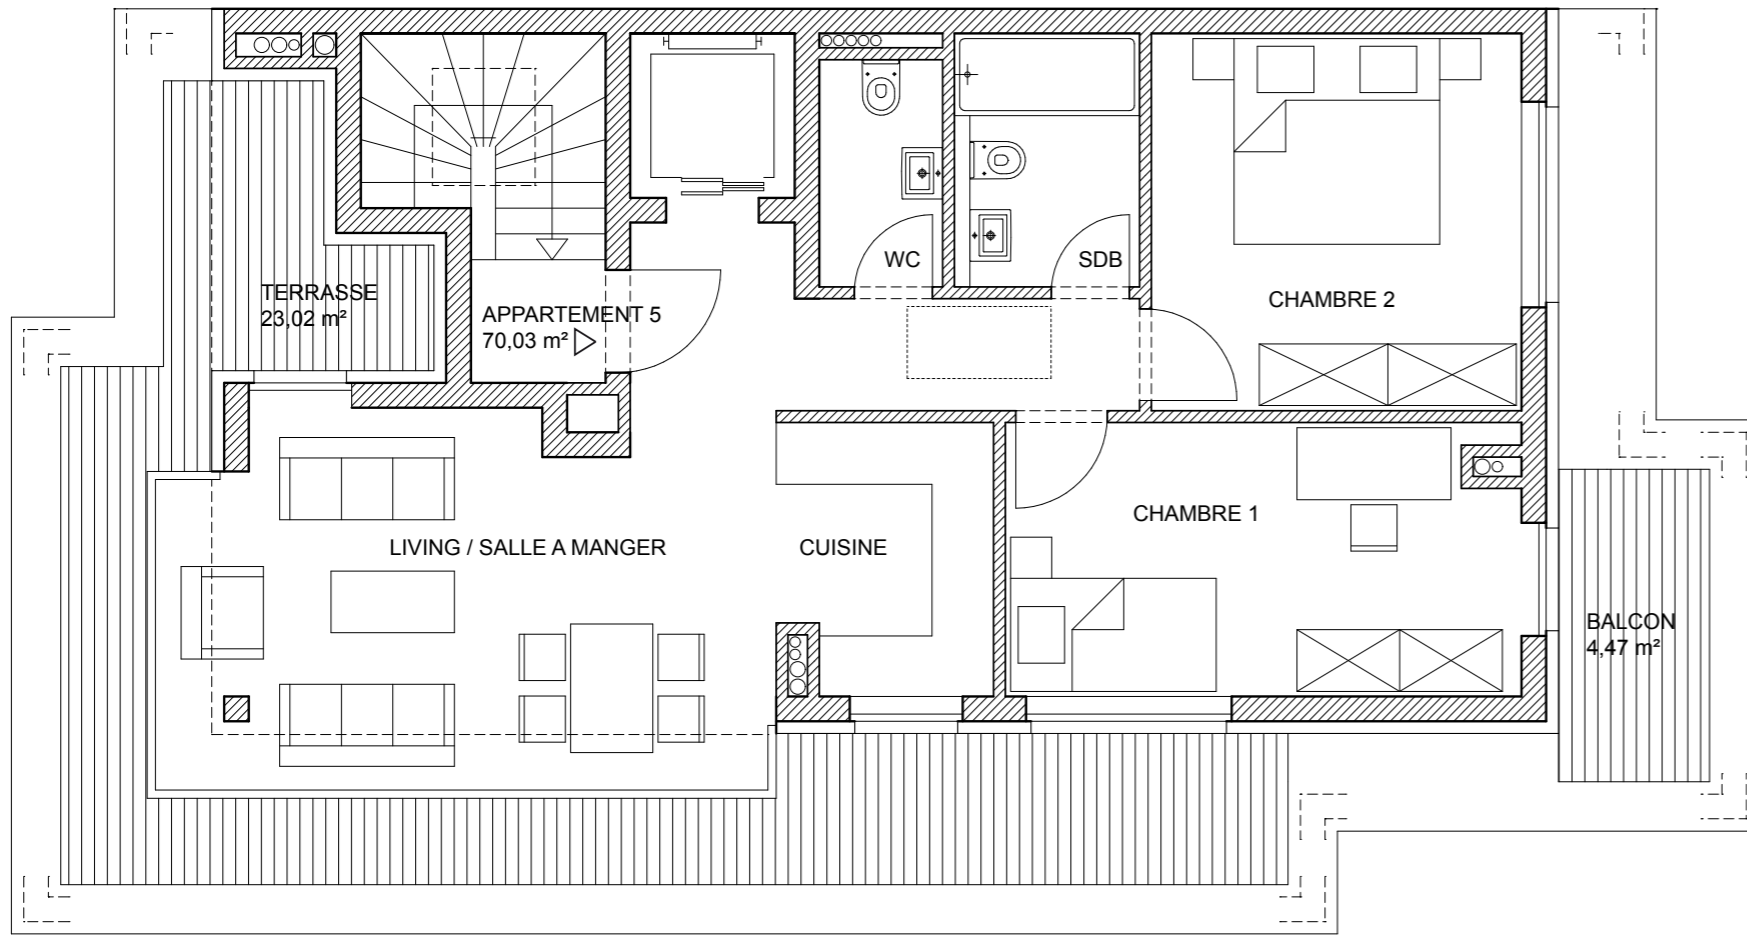 WC
SDB
TERRASSE
23,02 m²
APPARTEMENT 5
70,03 m²
CHAMBRE 2
CHAMBRE 1
LIVING / SALLE A MANGER
CUISINE
BALCON
4,47 m²